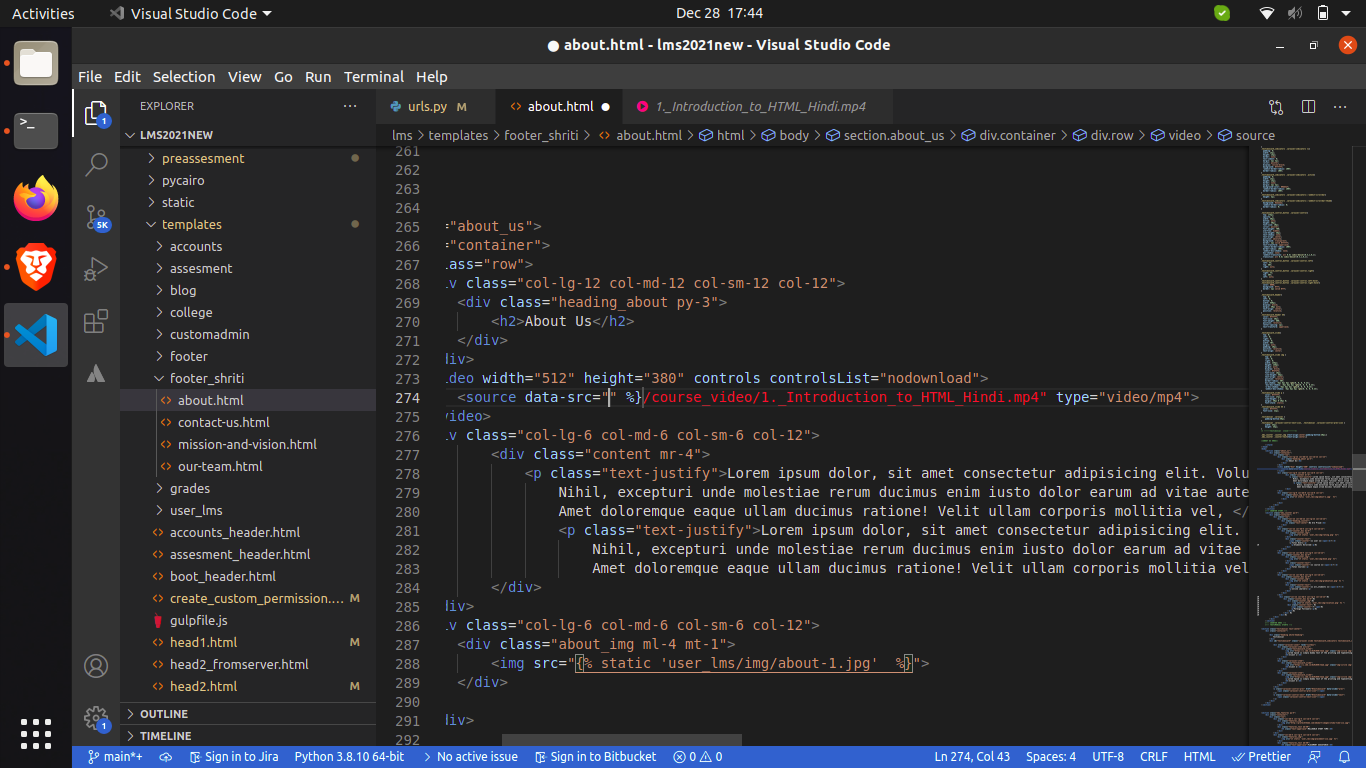 Activities Visual Studio Code Dec 28 17:44
about.html - lms2021new - Visual Studio Code
File Edit Selection View Go Run Terminal Help
EXPLORER ... urls.py M about.html 1._Introduction_to_HTML_Hindi.mp4
LMS2021NEW
lms > templates > footer_shriti > about.html > html > body > section.about_us > div.container > div.row > video > source
preassesment
pycairo
static
templates
accounts
assesment
blog
college
customadmin
footer
footer_shriti
about.html
contact-us.html
mission-and-vision.html
our-team.html
grades
user_lms
accounts_header.html
assesment_header.html
boot_header.html
create_custom_permission.... M
gulpfile.js
head1.html M
head2_fromserver.html
head2.html M
OUTLINE
TIMELINE
1
5K
1
261
262
263
264
265 ="about_us">
266 ="container">
267 ass="row">
268 v class="col-lg-12 col-md-12 col-sm-12 col-12">
269 <div class="heading_about py-3">
270 <h2>About Us</h2>
271 </div>
272 div>
273 deo width="512" height="380" controls controlsList="nodownload">
274 <source data-src="" %}/course_video/1._Introduction_to_HTML_Hindi.mp4" type="video/mp4">
275 video>
276 v class="col-lg-6 col-md-6 col-sm-6 col-12">
277 <div class="content mr-4">
278 <p class="text-justify">Lorem ipsum dolor, sit amet consectetur adipisicing elit. Volu
279 Nihil, excepturi unde molestiae rerum ducimus enim iusto dolor earum ad vitae aute
280 Amet doloremque eaque ullam ducimus ratione! Velit ullam corporis mollitia vel, </
281 <p class="text-justify">Lorem ipsum dolor, sit amet consectetur adipisicing elit.
282 Nihil, excepturi unde molestiae rerum ducimus enim iusto dolor earum ad vitae
283 Amet doloremque eaque ullam ducimus ratione! Velit ullam corporis mollitia vel
284 </div>
285 div>
286 v class="col-lg-6 col-md-6 col-sm-6 col-12">
287 <div class="about_img ml-4 mt-1">
288 <img src="{% static 'user_lms/img/about-1.jpg'  %}">
289 </div>
290
291 div>
292
main*+ Sign in to Jira Python 3.8.10 64-bit No active issue Sign in to Bitbucket 0 0 Ln 274, Col 43 Spaces: 4 UTF-8 CRLF HTML Prettier